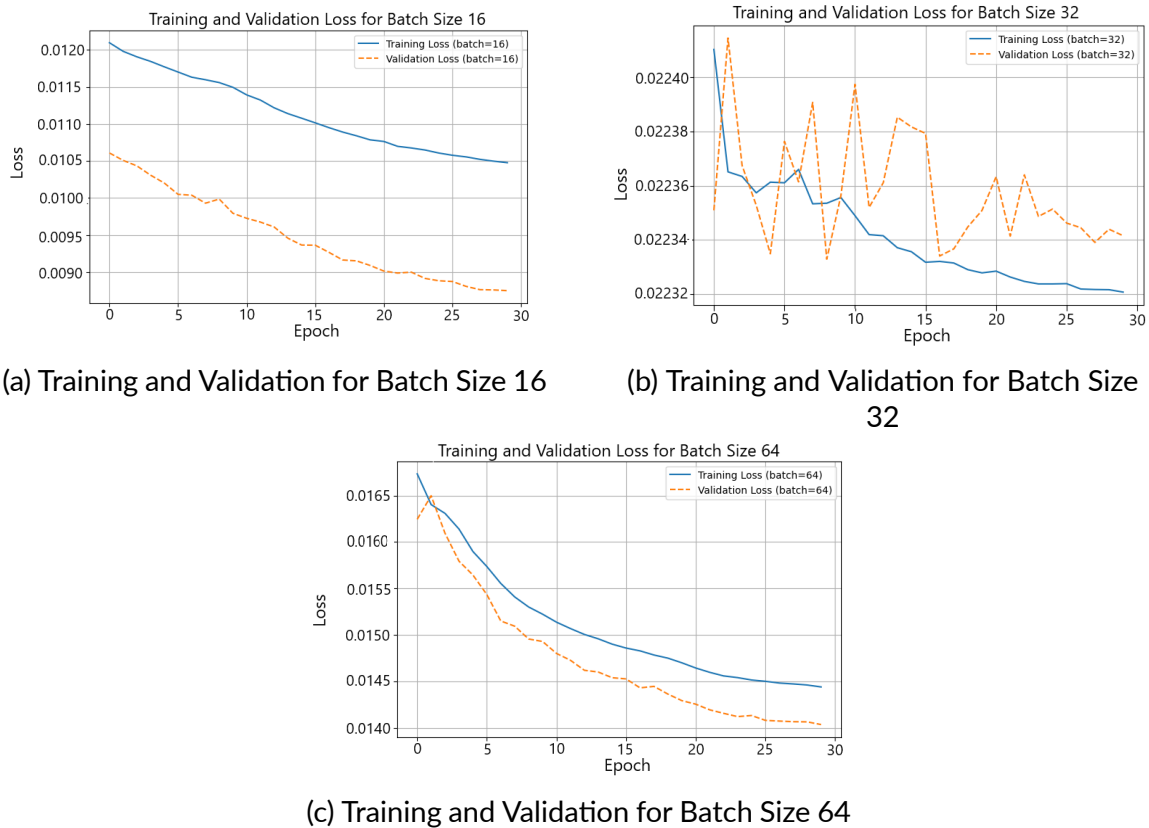 Training and Validation Loss for Batch Size 16
Training Loss (batch=16)
Validation Loss (batch=16)
0.0120
0.0115
0.0110
0.0105
0.0100
0.0095
0.0090
Loss
0 5 10 15 20 25 30
Epoch
(a) Training and Validation for Batch Size 16
Training and Validation Loss for Batch Size 32
Training Loss (batch=32)
Validation Loss (batch=32)
0.02240
0.02238
0.02236
0.02234
0.02232
Loss
0 5 10 15 20 25 30
Epoch
(b) Training and Validation for Batch Size
32
Training and Validation Loss for Batch Size 64
Training Loss (batch=64)
Validation Loss (batch=64)
0.0165
0.0160
0.0155
0.0150
0.0145
0.0140
Loss
0 5 10 15 20 25 30
Epoch
(c) Training and Validation for Batch Size 64